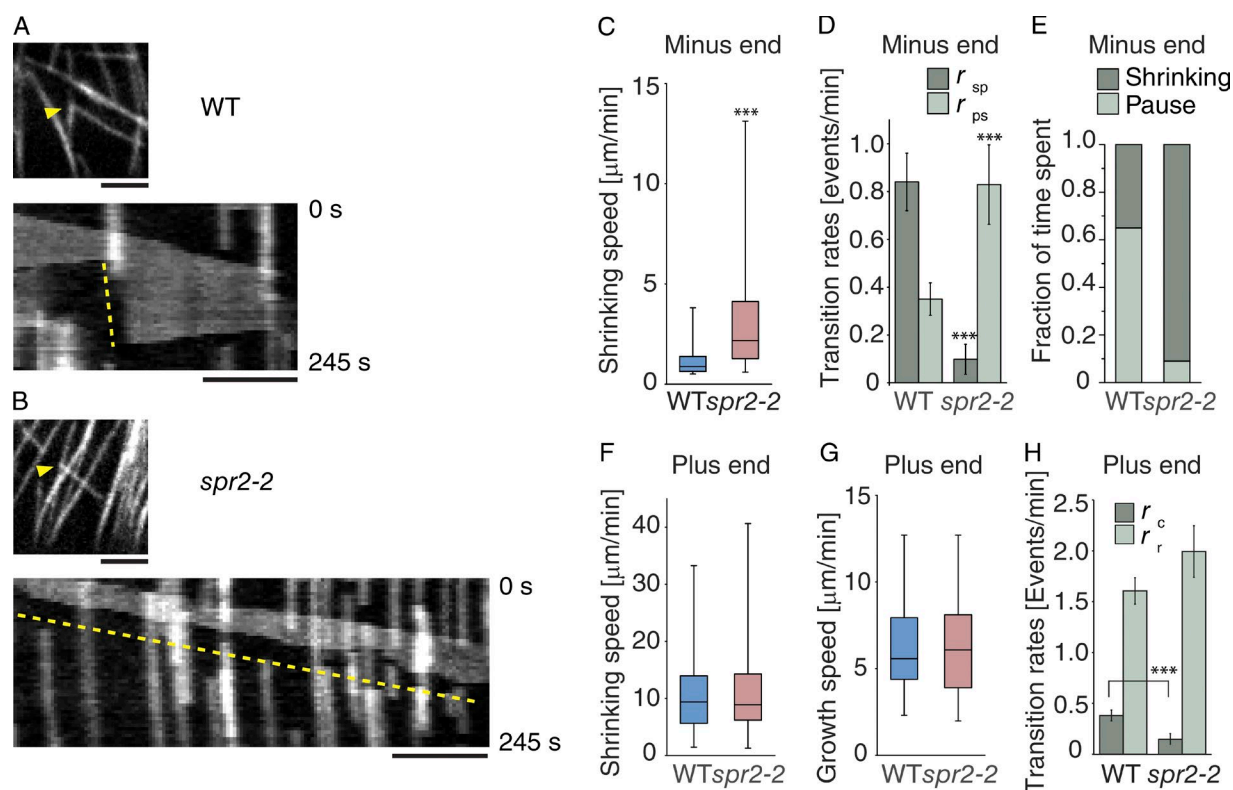 A
WT
0 s
245 s
B
spr2-2
0 s
245 s
C
Minus end
Shrinking speed [µm/min]
15
10
5
0
***
WT spr2-2
D
Minus end
r sp
r ps
Transition rates [events/min]
1.0
0.8
0.4
0.2
0
***
***
WT spr2-2
E
Minus end
Shrinking
Pause
Fraction of time spent
1.0
0.8
0.6
0.4
0.2
0
WT spr2-2
F
Plus end
Shrinking speed [µm/min]
40
30
20
10
0
WT spr2-2
G
Plus end
Growth speed [µm/min]
15
10
5
0
WT spr2-2
H
Plus end
r c
r r
Transition rates [Events/min]
2.5
2.0
1.5
1.0
0.5
0
***
WT spr2-2